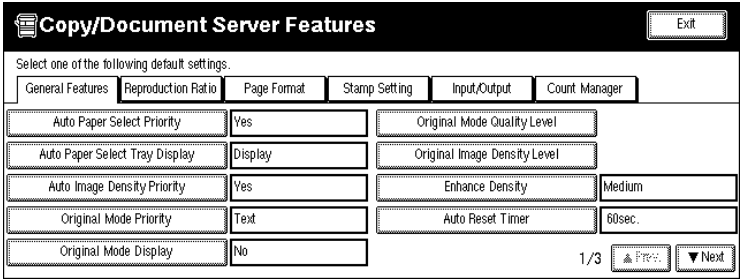 Copy/Document Server Features
Exit
Select one of the following default settings.
General Features Reproduction Ratio Page Format Stamp Setting Input/Output Count Manager
Auto Paper Select Priority Yes Original Mode Quality Level
Auto Paper Select Tray Display Display Original Image Density Level
Auto Image Density Priority Yes Enhance Density Medium
Original Mode Priority Text Auto Reset Timer 60sec.
Original Mode Display No
1/3 ▲Prev. ▼Next